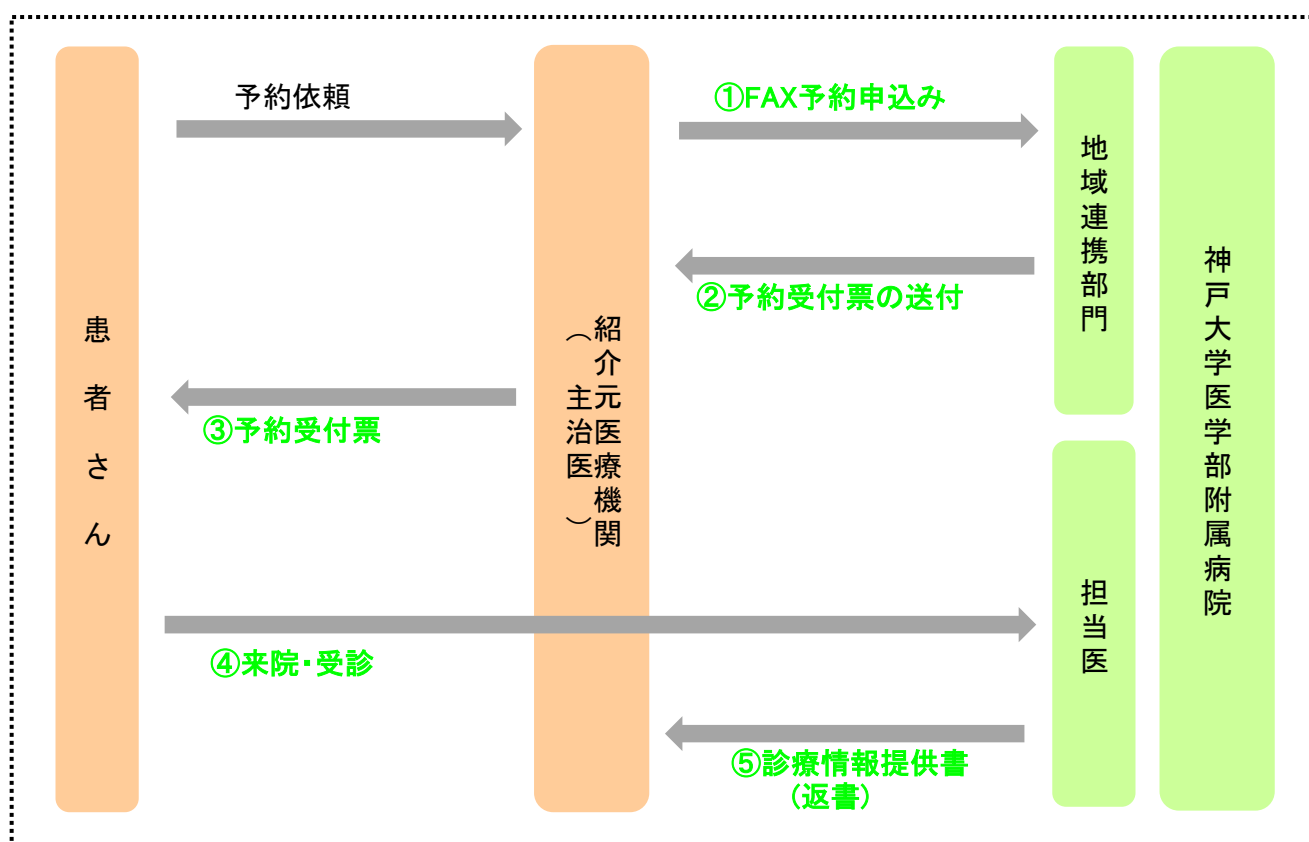 予約依頼
①FAX予約申込み
②予約受付票の送付
③予約受付票
④来院・受診
⑤診療情報提供書
(返書)
患者さん
紹介元医療機関
（主治医）
地域連携部門
担当医
神戸大学医学部附属病院